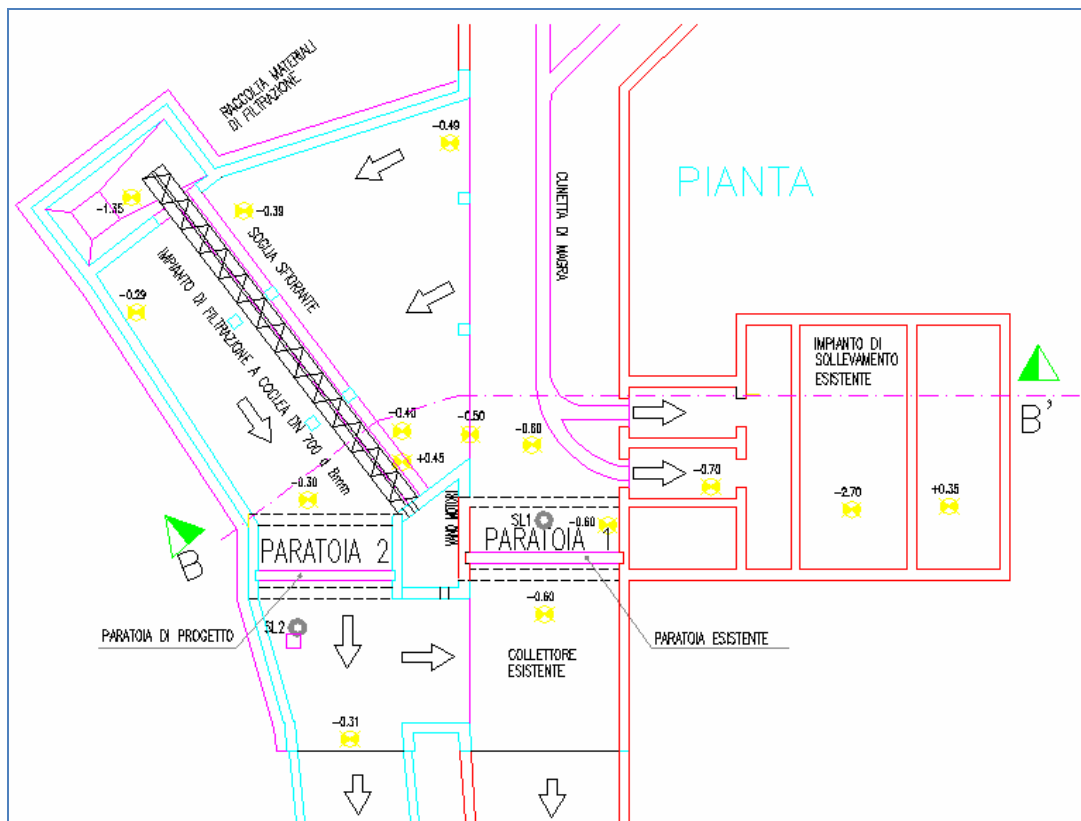 RACCOLTA MATERIALI
DI FILTRAZIONE
-0.49
CUNETTA DI MAGRA
PIANTA
-1.35
-0.39
SOGLIA SFIORANTE
IMPIANTO DI FILTRAZIONE A COCLEA DN 700 d 8mm
-0.29
IMPIANTO DI
SOLLEVAMENTO
ESISTENTE
B'
-0.40
-0.50
-0.60
+0.45
-0.30
-0.70
-2.70
+0.35
VANO MOTORI
SL1
-0.60
B
PARATOIA 2
PARATOIA 1
-0.60
SL2
PARATOIA DI PROGETTO
PARATOIA ESISTENTE
COLLETTORE
ESISTENTE
-0.31